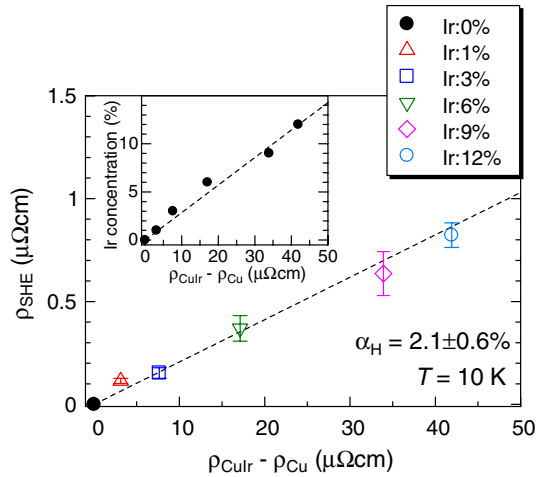 Ir:0%
Ir:1%
Ir:3%
Ir:6%
Ir:9%
Ir:12%
1.5
1
0.5
0
ρSHE (μΩcm)
0 10 20 30 40 50
ρCuIr - ρCu (μΩcm)
Ir concentration (%)
10
5
0
0 10 20 30 40 50
ρCuIr - ρCu (μΩcm)
αH = 2.1±0.6%
T = 10 K